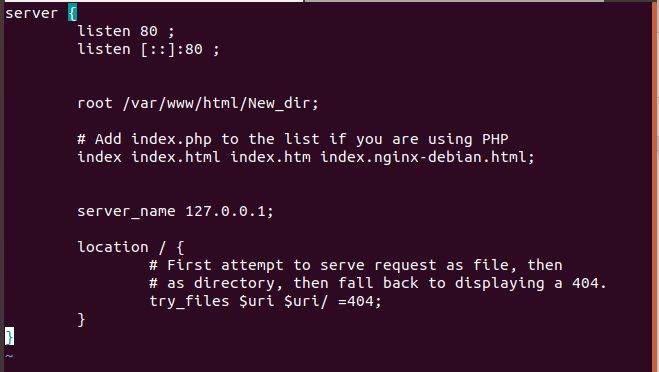 server {
listen 80 ;
listen [::]:80 ;
root /var/www/html/New_dir;
# Add index.php to the list if you are using PHP
index index.html index.htm index.nginx-debian.html;
server_name 127.0.0.1;
location / {
# First attempt to serve request as file, then
# as directory, then fall back to displaying a 404.
try_files $uri $uri/ =404;
}
}
~